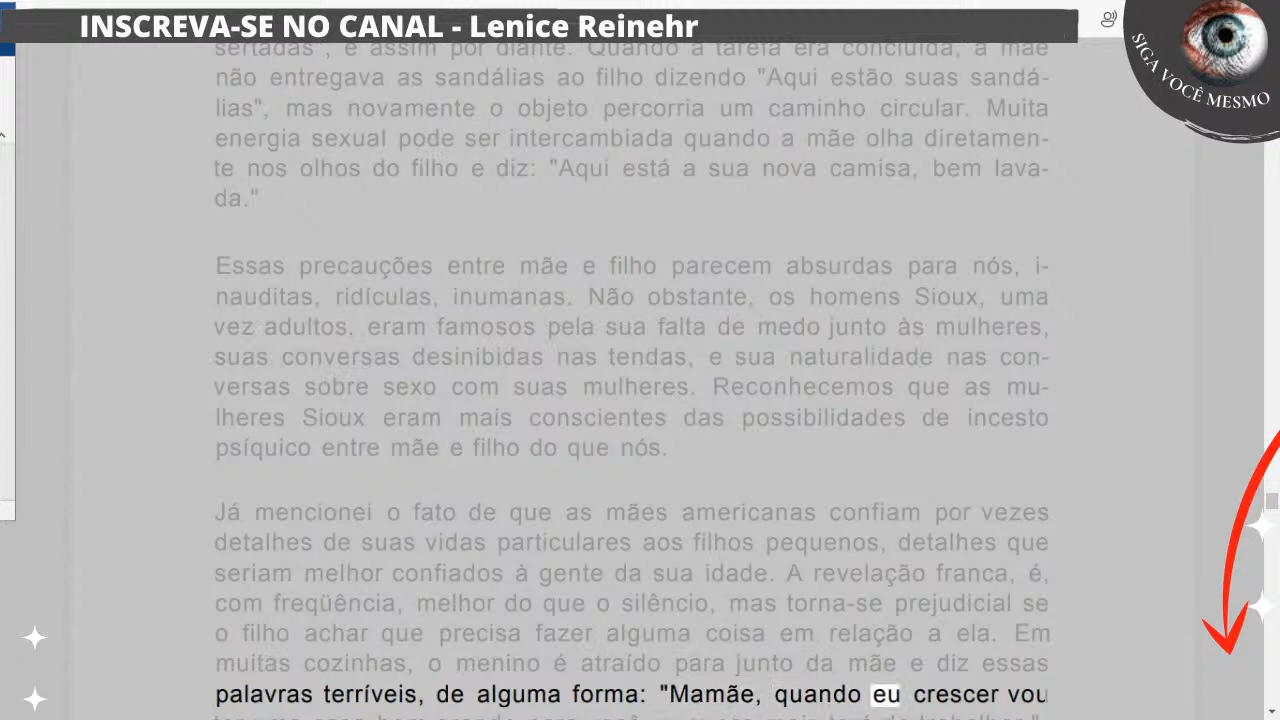 INSCREVA-SE NO CANAL - Lenice Reinehr
SIGA VOCÊ MESMO
sertadas", e assim por diante. Quando a tarefa era concluída, a mãe
não entregava as sandálias ao filho dizendo "Aqui estão suas sandá-
lias", mas novamente o objeto percorria um caminho circular. Muita
energia sexual pode ser intercambiada quando a mãe olha diretamen-
te nos olhos do filho e diz: "Aqui está a sua nova camisa, bem lava-
da."
Essas precauções entre mãe e filho parecem absurdas para nós, i-
nauditas, ridículas, inumanas. Não obstante, os homens Sioux, uma
vez adultos, eram famosos pela sua falta de medo junto às mulheres,
suas conversas desinibidas nas tendas, e sua naturalidade nas con-
versas sobre sexo com suas mulheres. Reconhecemos que as mu-
lheres Sioux eram mais conscientes das possibilidades de incesto
psíquico entre mãe e filho do que nós.
Já mencionei o fato de que as mães americanas confiam por vezes
detalhes de suas vidas particulares aos filhos pequenos, detalhes que
seriam melhor confiados à gente da sua idade. A revelação franca, é,
com freqüência, melhor do que o silêncio, mas torna-se prejudicial se
o filho achar que precisa fazer alguma coisa em relação a ela. Em
muitas cozinhas, o menino é atraído para junto da mãe e diz essas
palavras terríveis, de alguma forma: "Mamãe, quando eu crescer vou